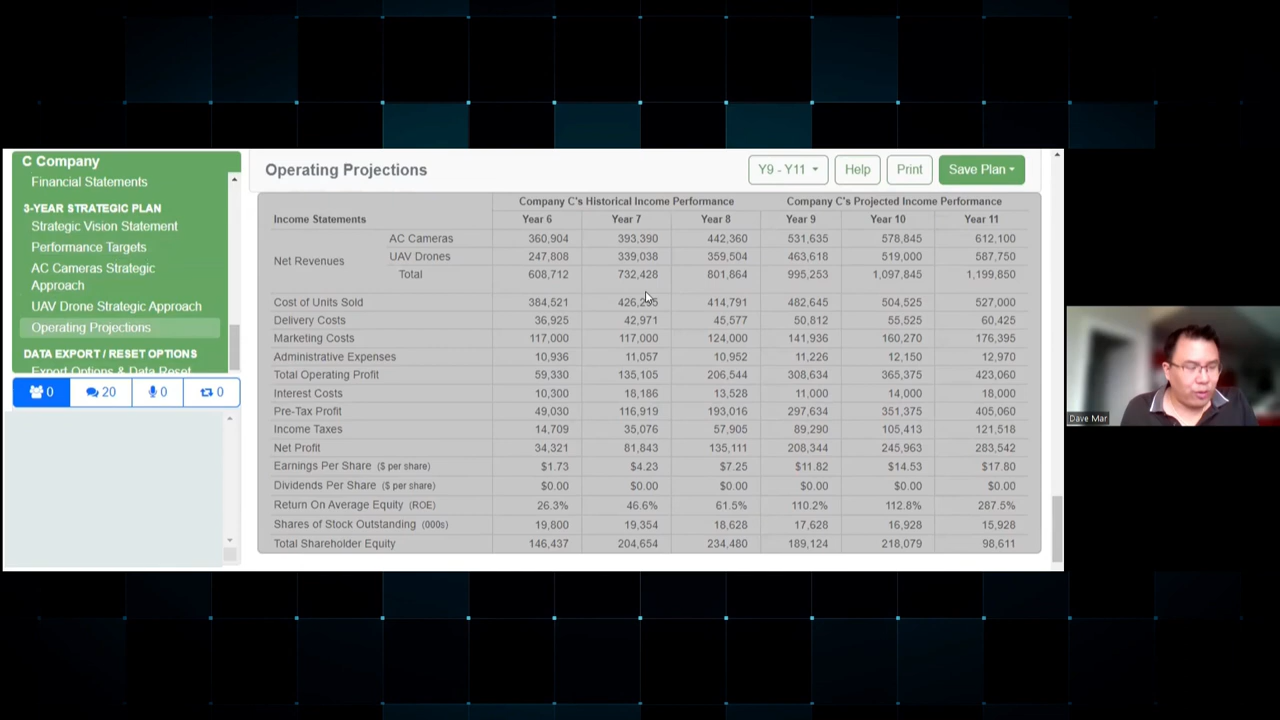 C Company
Financial Statements
3-YEAR STRATEGIC PLAN
Strategic Vision Statement
Performance Targets
AC Cameras Strategic
Approach
UAV Drone Strategic Approach
Operating Projections
DATA EXPORT / RESET OPTIONS
Export Options & Data Reset
0 20 0 0
Operating Projections Y9 - Y11 Help Print Save Plan
Company C's Historical Income Performance Company C's Projected Income Performance
Income Statements Year 6 Year 7 Year 8 Year 9 Year 10 Year 11
AC Cameras 360,904 393,390 442,360 531,635 578,845 612,100
Net Revenues UAV Drones 247,808 339,038 359,504 463,618 519,000 587,750
Total 608,712 732,428 801,864 995,253 1,097,845 1,199,850
Cost of Units Sold 384,521 414,791 482,645 504,525 527,000
Delivery Costs 36,925 42,971 45,577 50,812 55,525 60,425
Marketing Costs 117,000 117,000 124,000 141,936 160,270 176,395
Administrative Expenses 10,936 11,057 10,952 11,226 12,150 12,970
Total Operating Profit 59,330 135,105 206,544 308,634 365,375 423,060
Interest Costs 10,300 18,186 13,528 11,000 14,000 18,000
Pre-Tax Profit 49,030 116,919 193,016 297,634 351,375 405,060
Income Taxes 14,709 35,076 57,905 89,290 105,413 121,518
Net Profit 34,321 81,843 135,111 208,344 245,963 283,542
Earnings Per Share ($ per share) $1.73 $4.23 $7.25 $11.82 $14.53 $17.80
Dividends Per Share ($ per share) $0.00 $0.00 $0.00 $0.00 $0.00 $0.00
Return On Average Equity (ROE) 26.3% 46.6% 61.5% 110.2% 112.8% 287.5%
Shares of Stock Outstanding (000s) 19,800 19,354 18,628 17,628 16,928 15,928
Total Shareholder Equity 146,437 204,654 234,480 189,124 218,079 98,611
Dave Mar